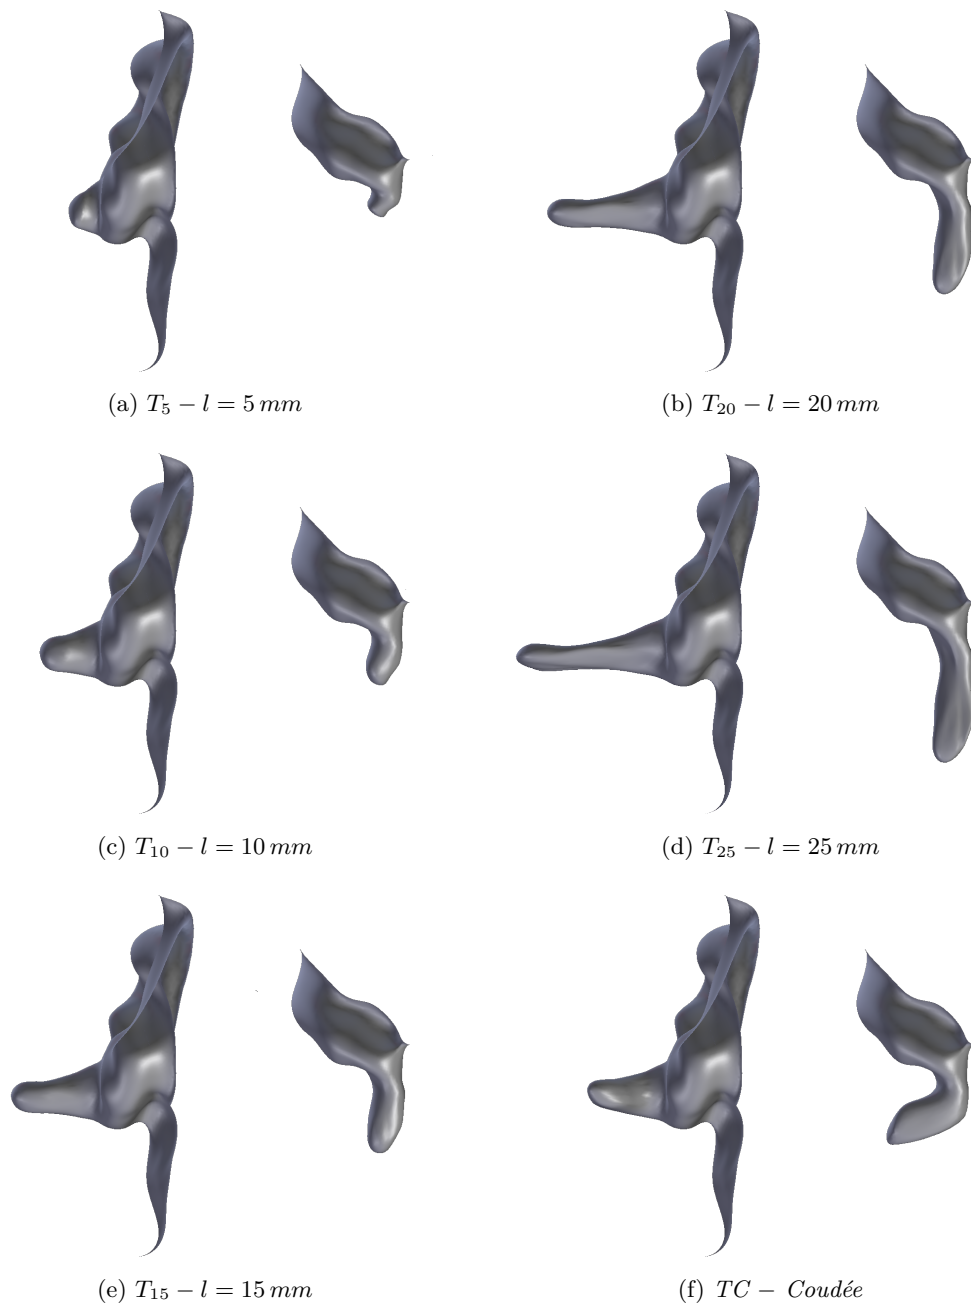 (a) T₅ − l = 5 mm
(b) T₂₀ − l = 20 mm
(c) T₁₀ − l = 10 mm
(d) T₂₅ − l = 25 mm
(e) T₁₅ − l = 15 mm
(f) TC − Coudée